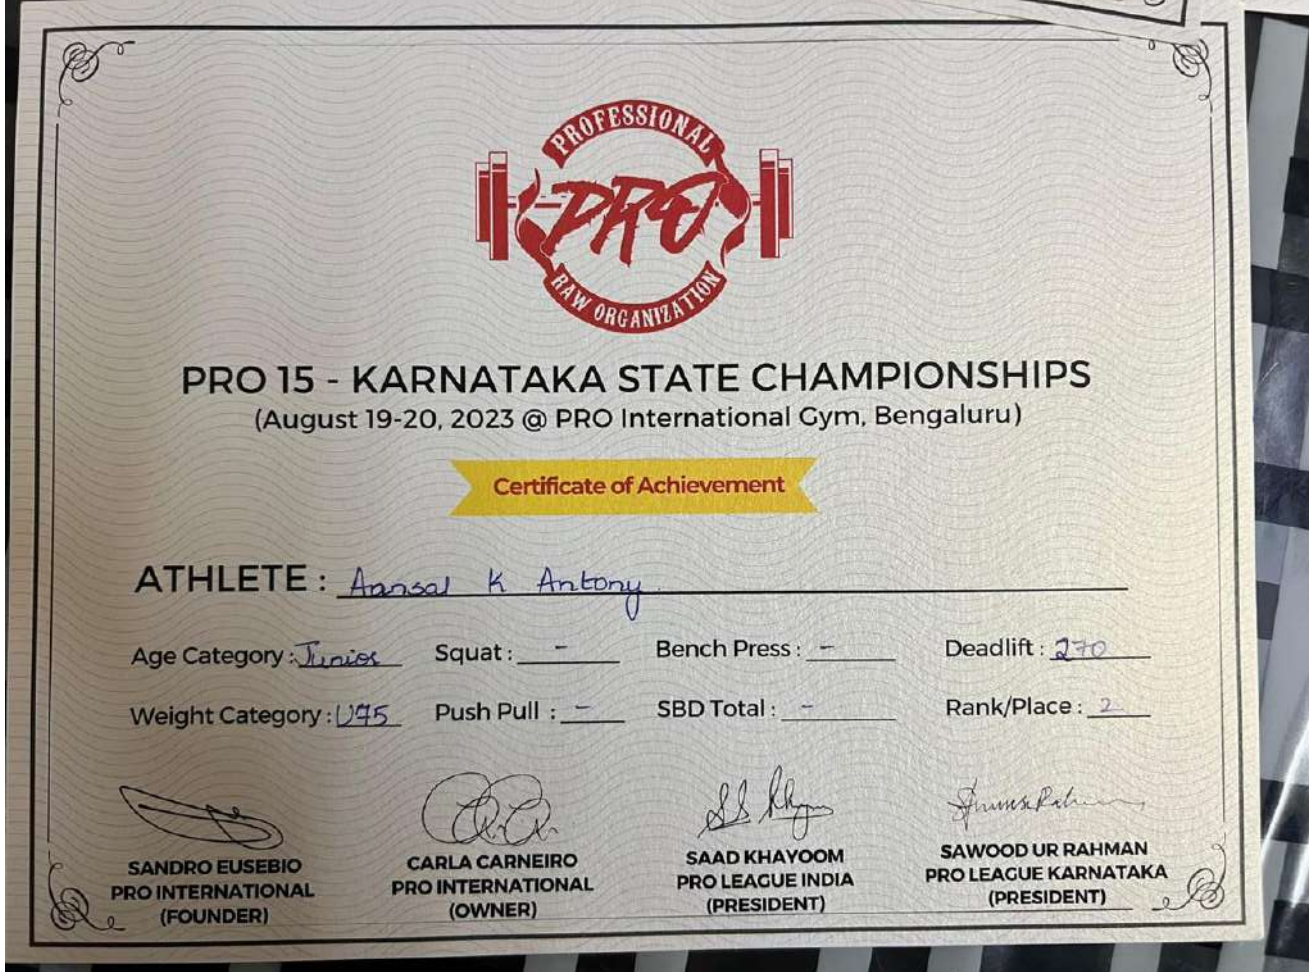 PROFESSIONAL
PRO
RAW ORGANIZATION
PRO 15 - KARNATAKA STATE CHAMPIONSHIPS
(August 19-20, 2023 @ PRO International Gym, Bengaluru)
Certificate of Achievement
ATHLETE : Aansal K Antony
Age Category : Junior Squat : - Bench Press : - Deadlift : 270
Weight Category : U75 Push Pull : - SBD Total : - Rank/Place : 2
SANDRO EUSEBIO CARLA CARNEIRO SAAD KHAYOOM SAWOOD UR RAHMAN
PRO INTERNATIONAL PRO INTERNATIONAL PRO LEAGUE INDIA PRO LEAGUE KARNATAKA
(FOUNDER) (OWNER) (PRESIDENT) (PRESIDENT)